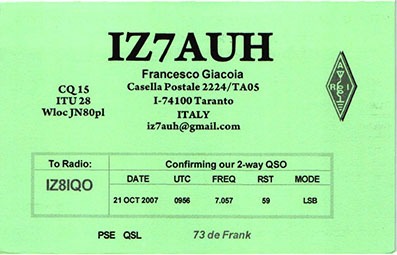 IZ7AUH
Francesco Giacoia
Casella Postale 2224/TA05
I-74100 Taranto
ITALY
iz7auh@gmail.com
CQ 15
ITU 28
Wloc JN80pl
To Radio:
IZ8IQO
Confirming our 2-way QSO
DATE UTC FREQ RST MODE
21 OCT 2007 0956 7.057 59 LSB
PSE QSL 73 de Frank